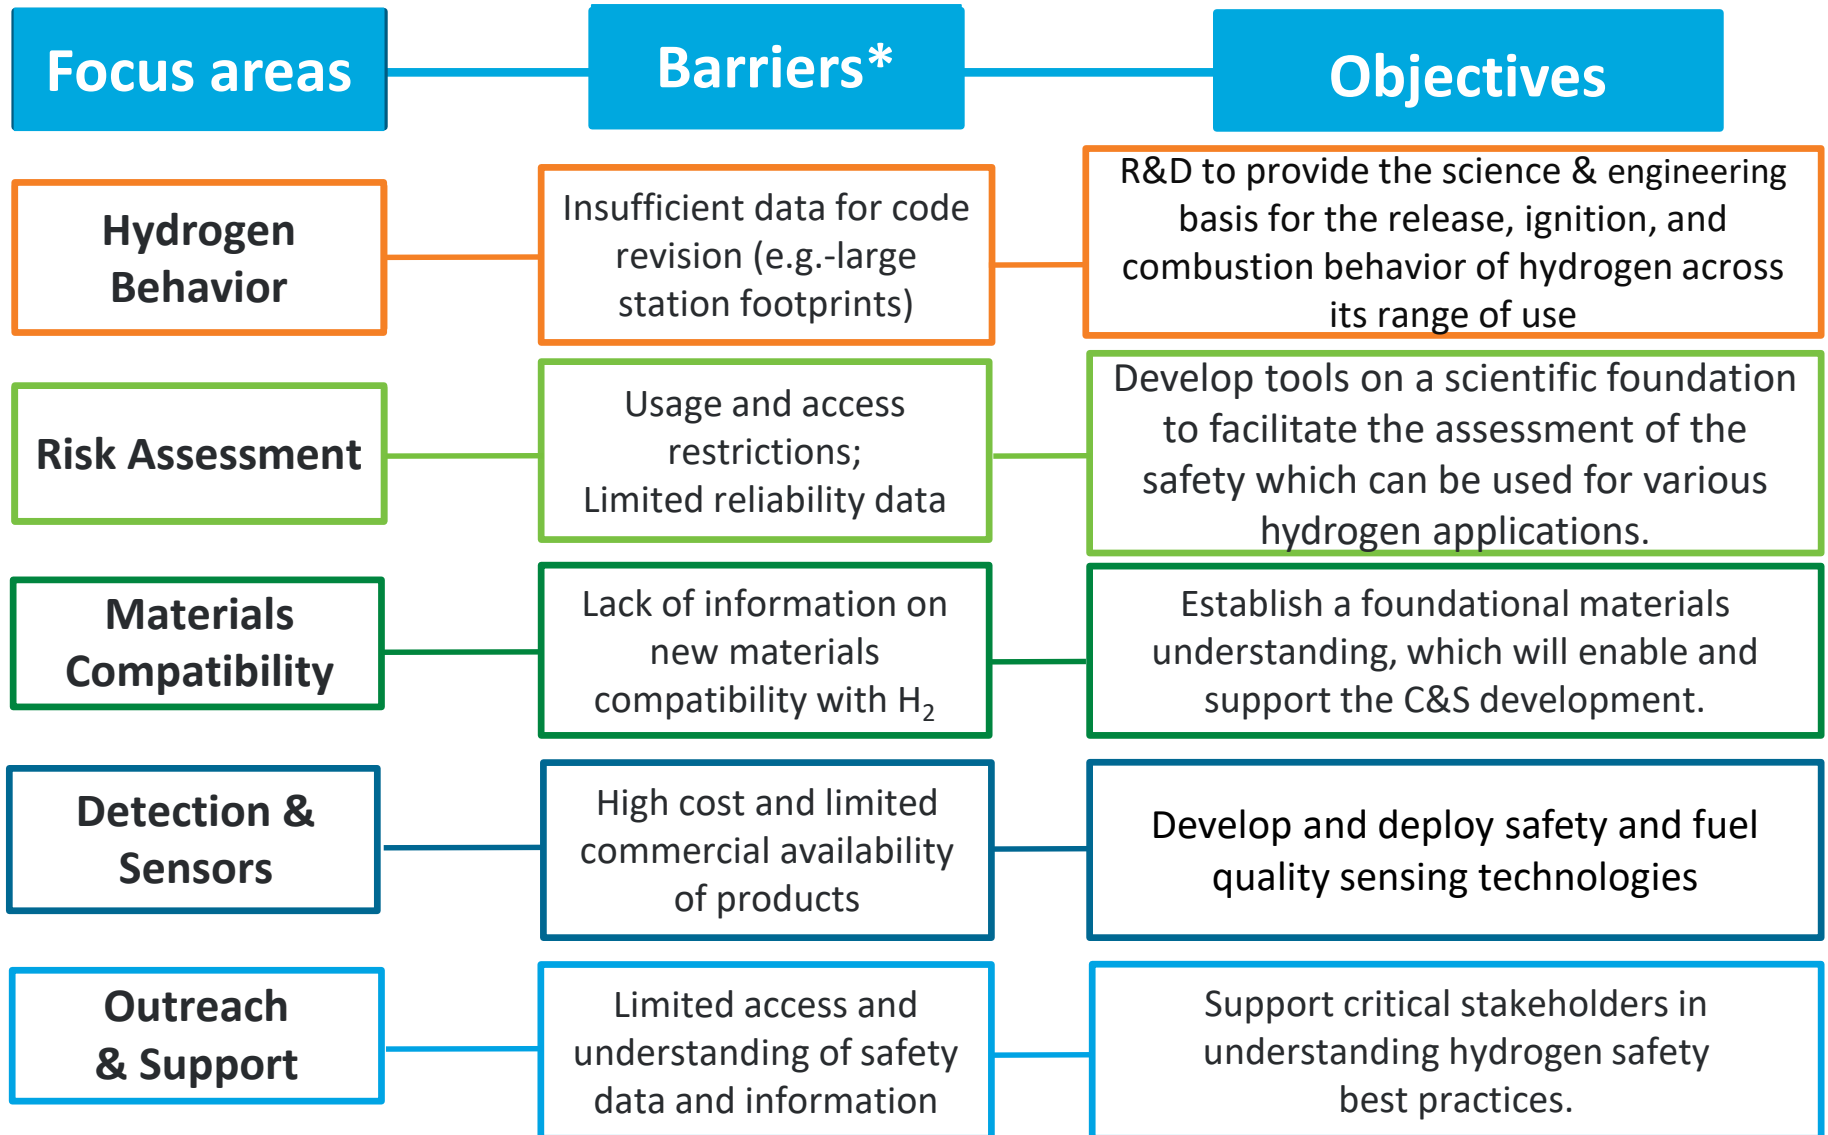 Focus areas
Barriers*
Objectives
Hydrogen
Behavior
Insufficient data for code
revision (e.g.-large
station footprints)
R&D to provide the science & engineering
basis for the release, ignition, and
combustion behavior of hydrogen across
its range of use
Risk Assessment
Usage and access
restrictions;
Limited reliability data
Develop tools on a scientific foundation
to facilitate the assessment of the
safety which can be used for various
hydrogen applications.
Materials
Compatibility
Lack of information on
new materials
compatibility with H₂
Establish a foundational materials
understanding, which will enable and
support the C&S development.
Detection &
Sensors
High cost and limited
commercial availability
of products
Develop and deploy safety and fuel
quality sensing technologies
Outreach
& Support
Limited access and
understanding of safety
data and information
Support critical stakeholders in
understanding hydrogen safety
best practices.